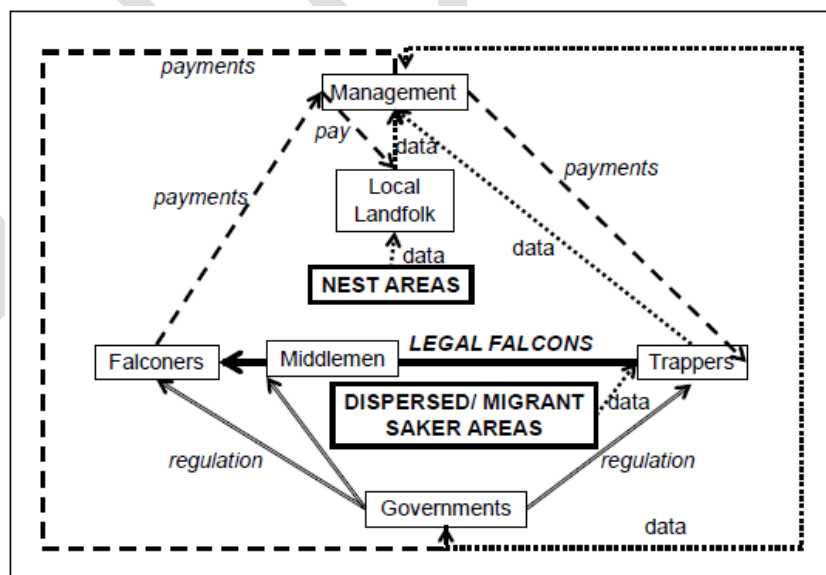 payments
Management
pay
data
payments
payments
Local
Landfolk
data
data
NEST AREAS
LEGAL FALCONS
Falconers
Middlemen
Trappers
DISPERSED/ MIGRANT
SAKER AREAS
data
regulation
regulation
Governments
data